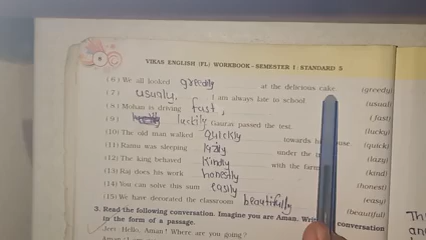 VIKAS ENGLISH (FL) WORKBOOK - SEMESTER I - STANDARD 5
(6) We all looked greedily at the delicious cake. (greedy)
(7) usually, I am always late to school (usual)
(8) Mohan is driving fast. (fast)
(9) luckily Gaurav passed the test. (lucky)
(10) The old man walked quickly towards house. (quick)
(11) Ramu was sleeping lazily under the (lazy)
(12) The king behaved kindly with the farm (kind)
(13) Raj does his work honestly (honest)
(14) You can solve this sum easily (easy)
(15) We have decorated the classroom beautifully (beautiful)
3. Read the following conversation. Imagine you are Aman. Wri conversation
in the form of a passage.
Jeet: Hello, Aman! Where are you going?